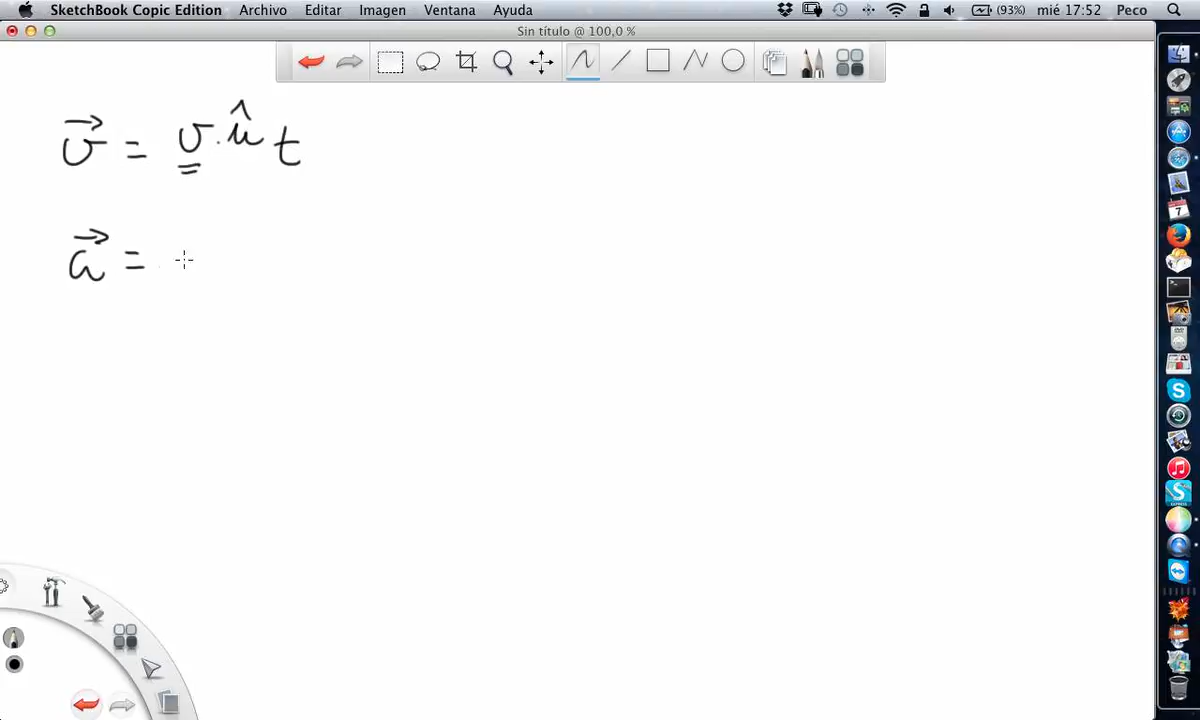 SketchBook Copic Edition Archivo Editar Imagen Ventana Ayuda (93%) mié 17:52 Peco
Sin título @ 100,0 %
v⃗ = v · û t
a⃗ =